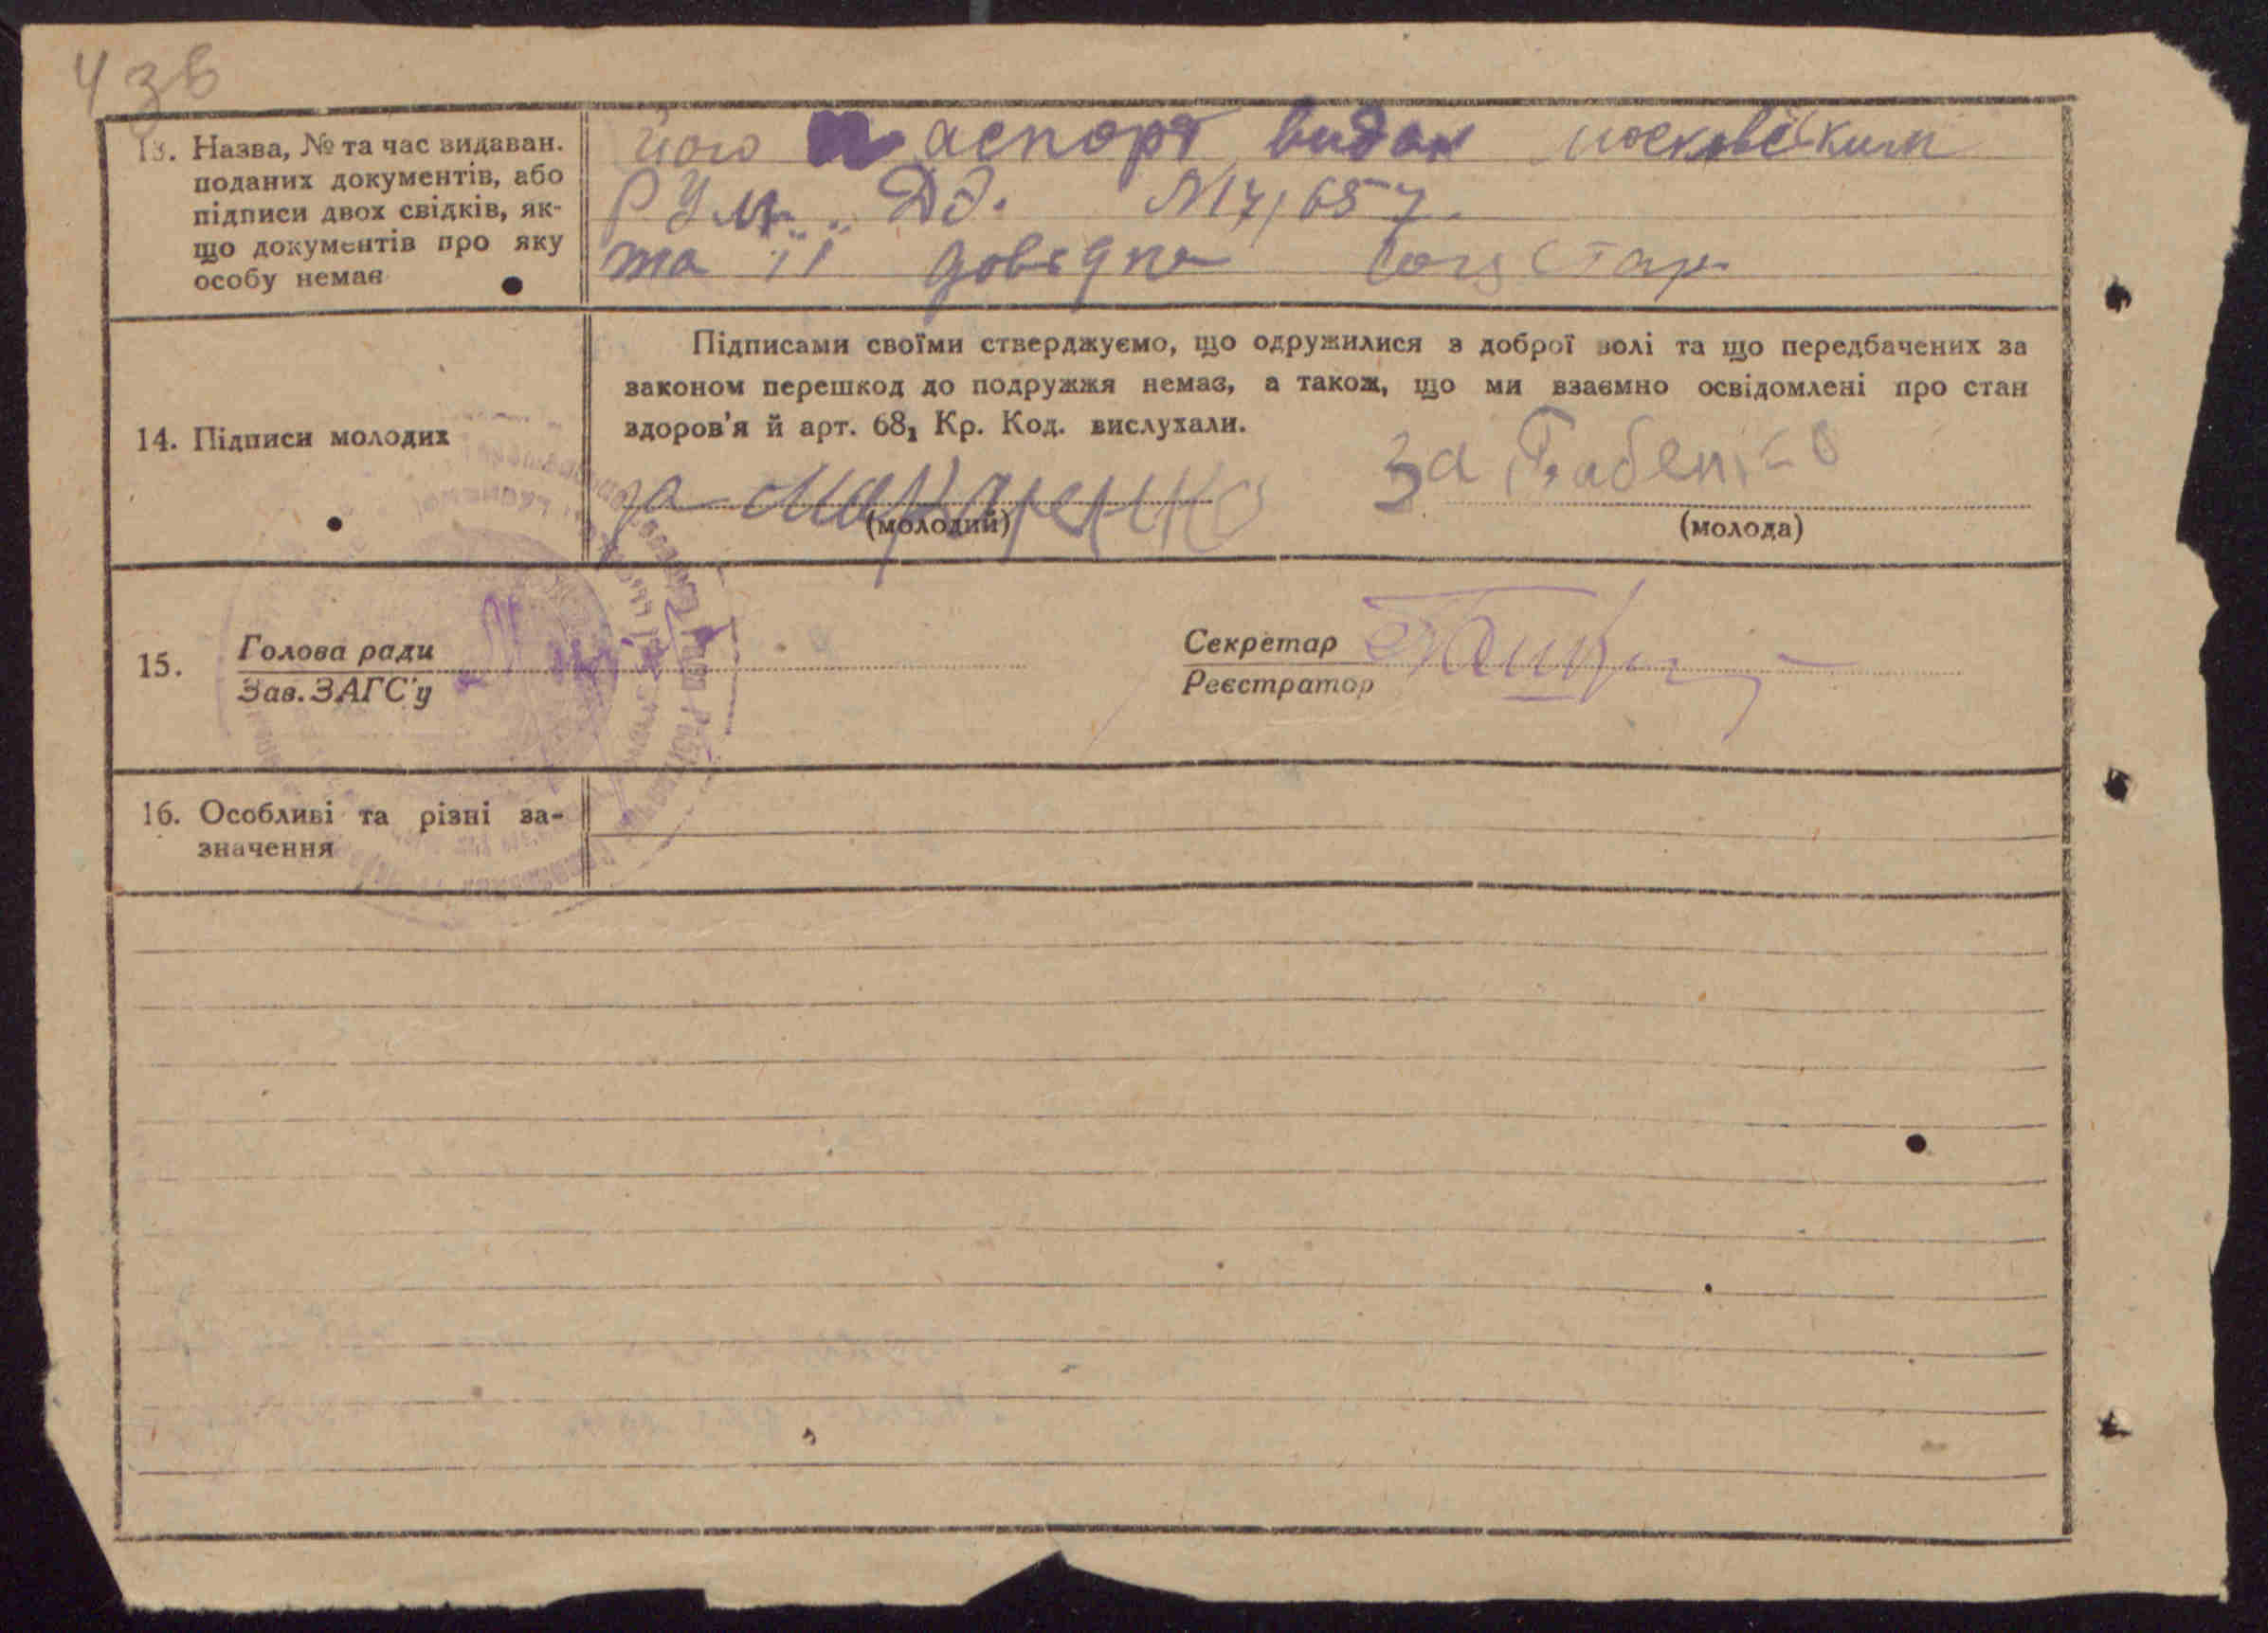 43в
13. Назва, № та час видаван.
поданих документів, або
підписи двох свідків, як-
що документів про яку
особу немає
його паспорт видан московським
РУМ. Дд. №17,657
та її довідка
14. Підписи молодих
Підписами своїми стверджуємо, що одружилися з доброї волі та що передбачених за
законом перешкод до подружжя немає, а також, що ми взаємно освідомлені про стан
здоров'я й арт. 68₁ Кр. Код. вислухали.
за Макаренко
За Бабенко
(молодий)
(молода)
15.
Голова ради
Зав. ЗАГС'у
Секретар
Реєстратор
16. Особливі та різні за-
значення